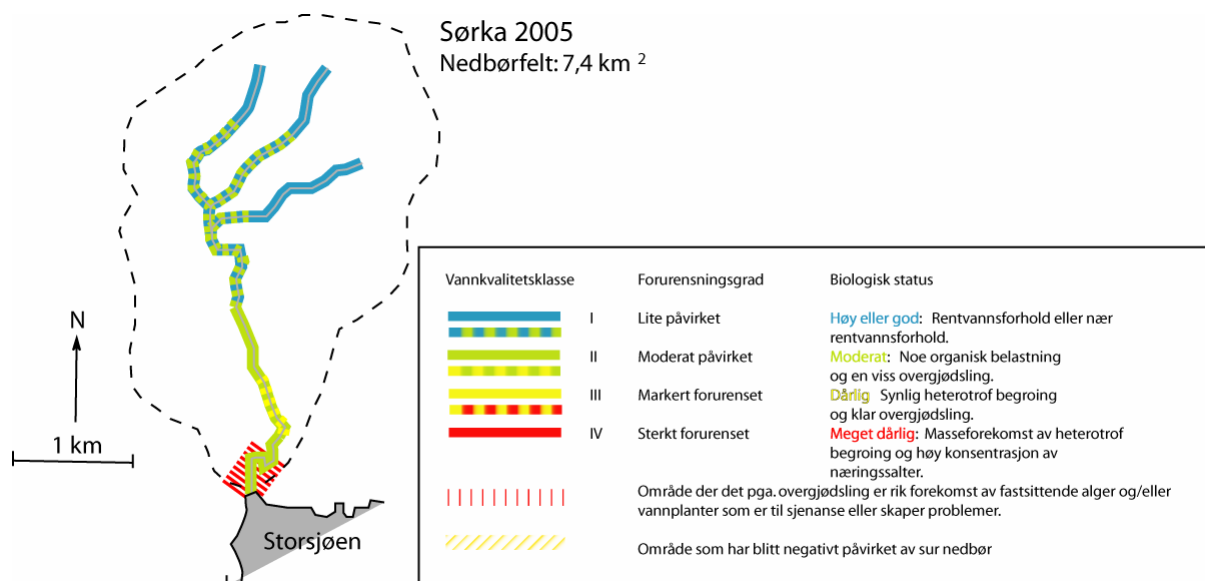 Sørka 2005
Nedbørfelt: 7,4 km 2
N
1 km
Storsjøen
Vannkvalitetsklasse Forurensningsgrad Biologisk status
I Lite påvirket Høy eller god: Rentvannsforhold eller nær
rentvannsforhold.
II Moderat påvirket Moderat: Noe organisk belastning
og en viss overgjødsling.
III Markert forurenset Dårlig Synlig heterotrof begroing
og klar overgjødsling.
IV Sterkt forurenset Meget dårlig: Masseforekomst av heterotrof
begroing og høy konsentrasjon av
næringssalter.
Område der det pga. overgjødsling er rik forekomst av fastsittende alger og/eller
vannplanter som er til sjenanse eller skaper problemer.
Område som har blitt negativt påvirket av sur nedbør